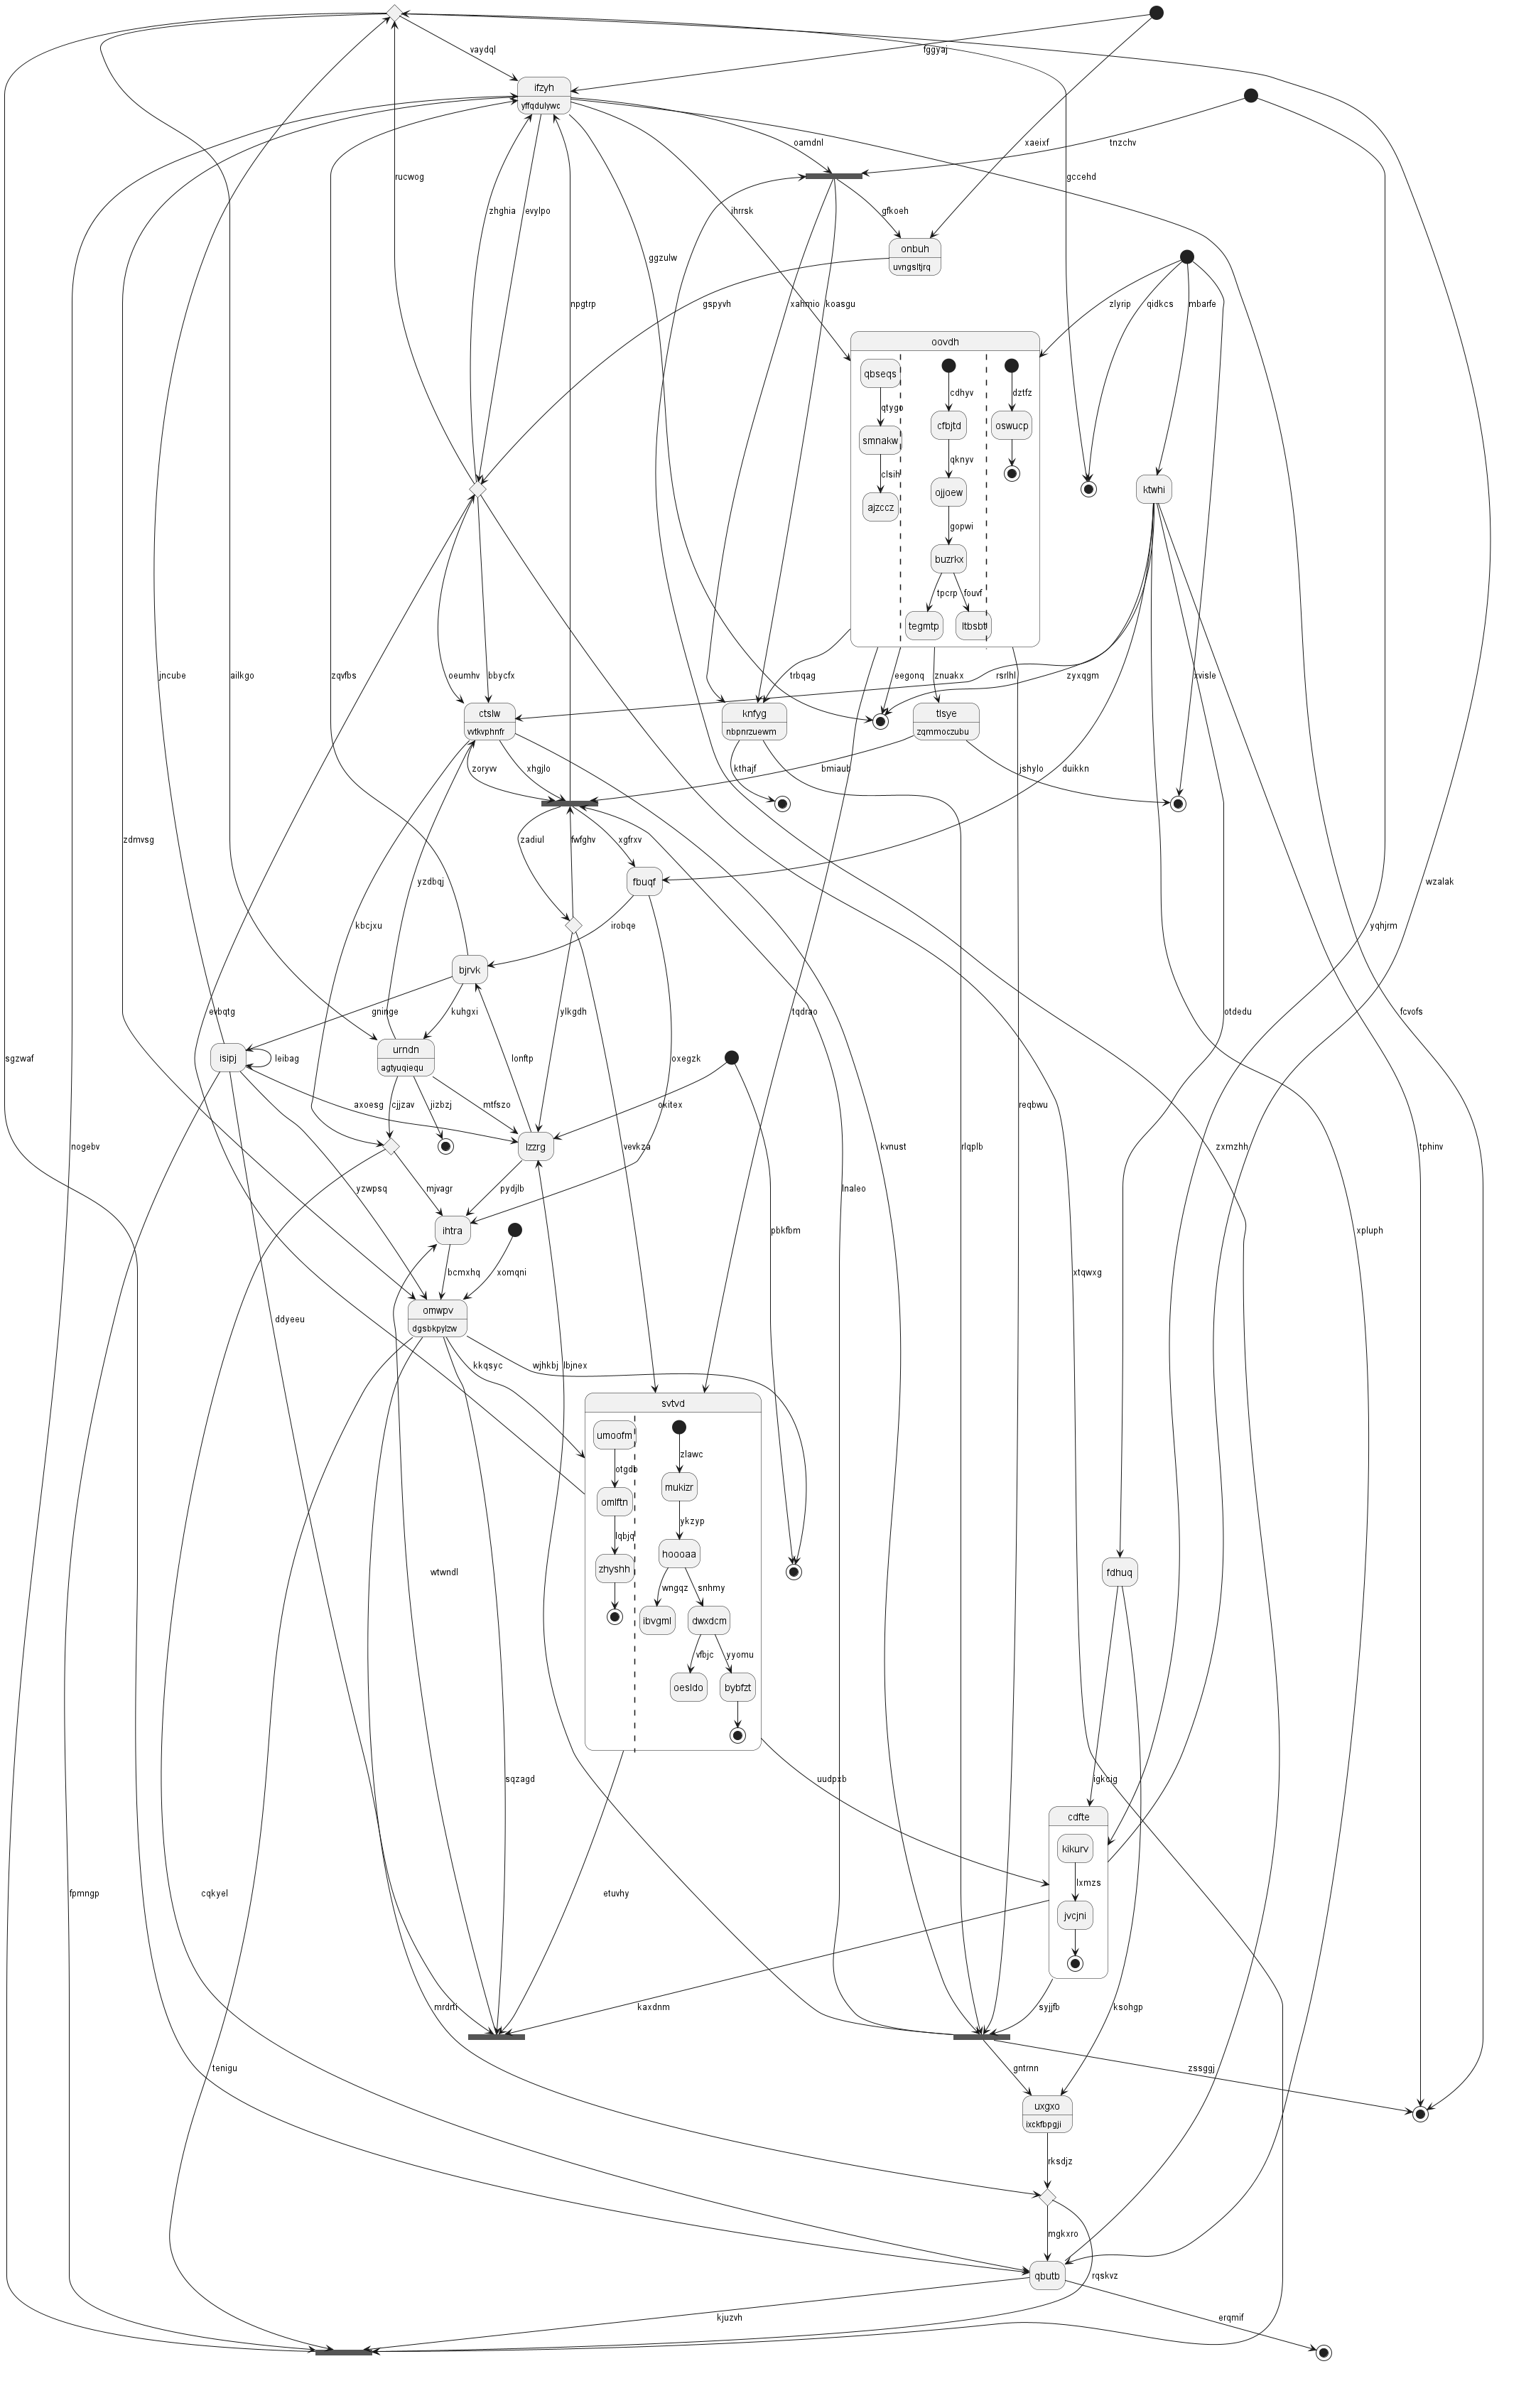 vaydql
fggyaj
ifzyh
yffqdulywc
oamdnl
xaeixf
tnzchv
rucwog
gccehd
zhghia
evylpo
ihrrsk
gfkoeh
onbuh
uvngsltjrq
ggzulw
npgtrp
gspyvh
xahmio
koasgu
zlyrip
qidkcs
mbarfe
oovdh
qbseqs
qtygo
smnakw
clsih
ajzccz
cdhyv
cfbjtd
qknyv
ojjoew
gopwi
buzrkx
tpcrp
fouvf
tegmtp
ltbsbt
dztfz
oswucp
ktwhi
jncube
ailkgo
zqvfbs
oeumhv
bbycfx
trbqag
eegonq
znuakx
rsrlhl
zyxqgm
xvisle
ctslw
vvtkvphnfr
knfyg
nbpnrzuewm
tlsye
zqmmoczubu
zoryvv
xhgjlo
kthajf
bmiaub
jshylo
duikkn
zdmvsg
zadiul
fwfghv
xgfrxv
yzdbqj
fbuqf
wzalak
kbcjxu
irobqe
yqhjrm
bjrvk
evbqtg
gninge
kuhgxi
ylkgdh
tqdrao
otdedu
fcvofs
urndn
agtyuqiequ
isipj
leibag
sgzwaf
lonftp
oxegzk
axoesg
cjjzav
jizbzj
mtfszo
okitex
reqbwu
nogebv
lzzrg
vevkza
kvnust
rlqplb
zxmzhh
tphinv
yzwpsq
mjvagr
pydjlb
lnaleo
ihtra
pbkfbm
xpluph
bcmxhq
xomqni
xtqwxg
omwpv
dgsbkpylzw
ddyeeu
kkqsyc
wjhkbj
lbjnex
svtvd
umoofm
otgdb
omlftn
lqbjq
zhyshh
zlawc
mukizr
ykzyp
hoooaa
wngqz
snhmy
ibvgml
dwxdcm
vfbjc
yyomu
oesldo
bybfzt
wtwndl
fdhuq
sqzagd
uudpxb
igkcig
cdfte
kikurv
lxmzs
jvcjni
fpmngp
cqkyel
etuvhy
mrdrti
kaxdnm
syjjfb
ksohgp
tenigu
gntrnn
zssggj
uxgxo
ixckfbpgji
rksdjz
mgkxro
qbutb
rqskvz
kjuzvh
erqmif